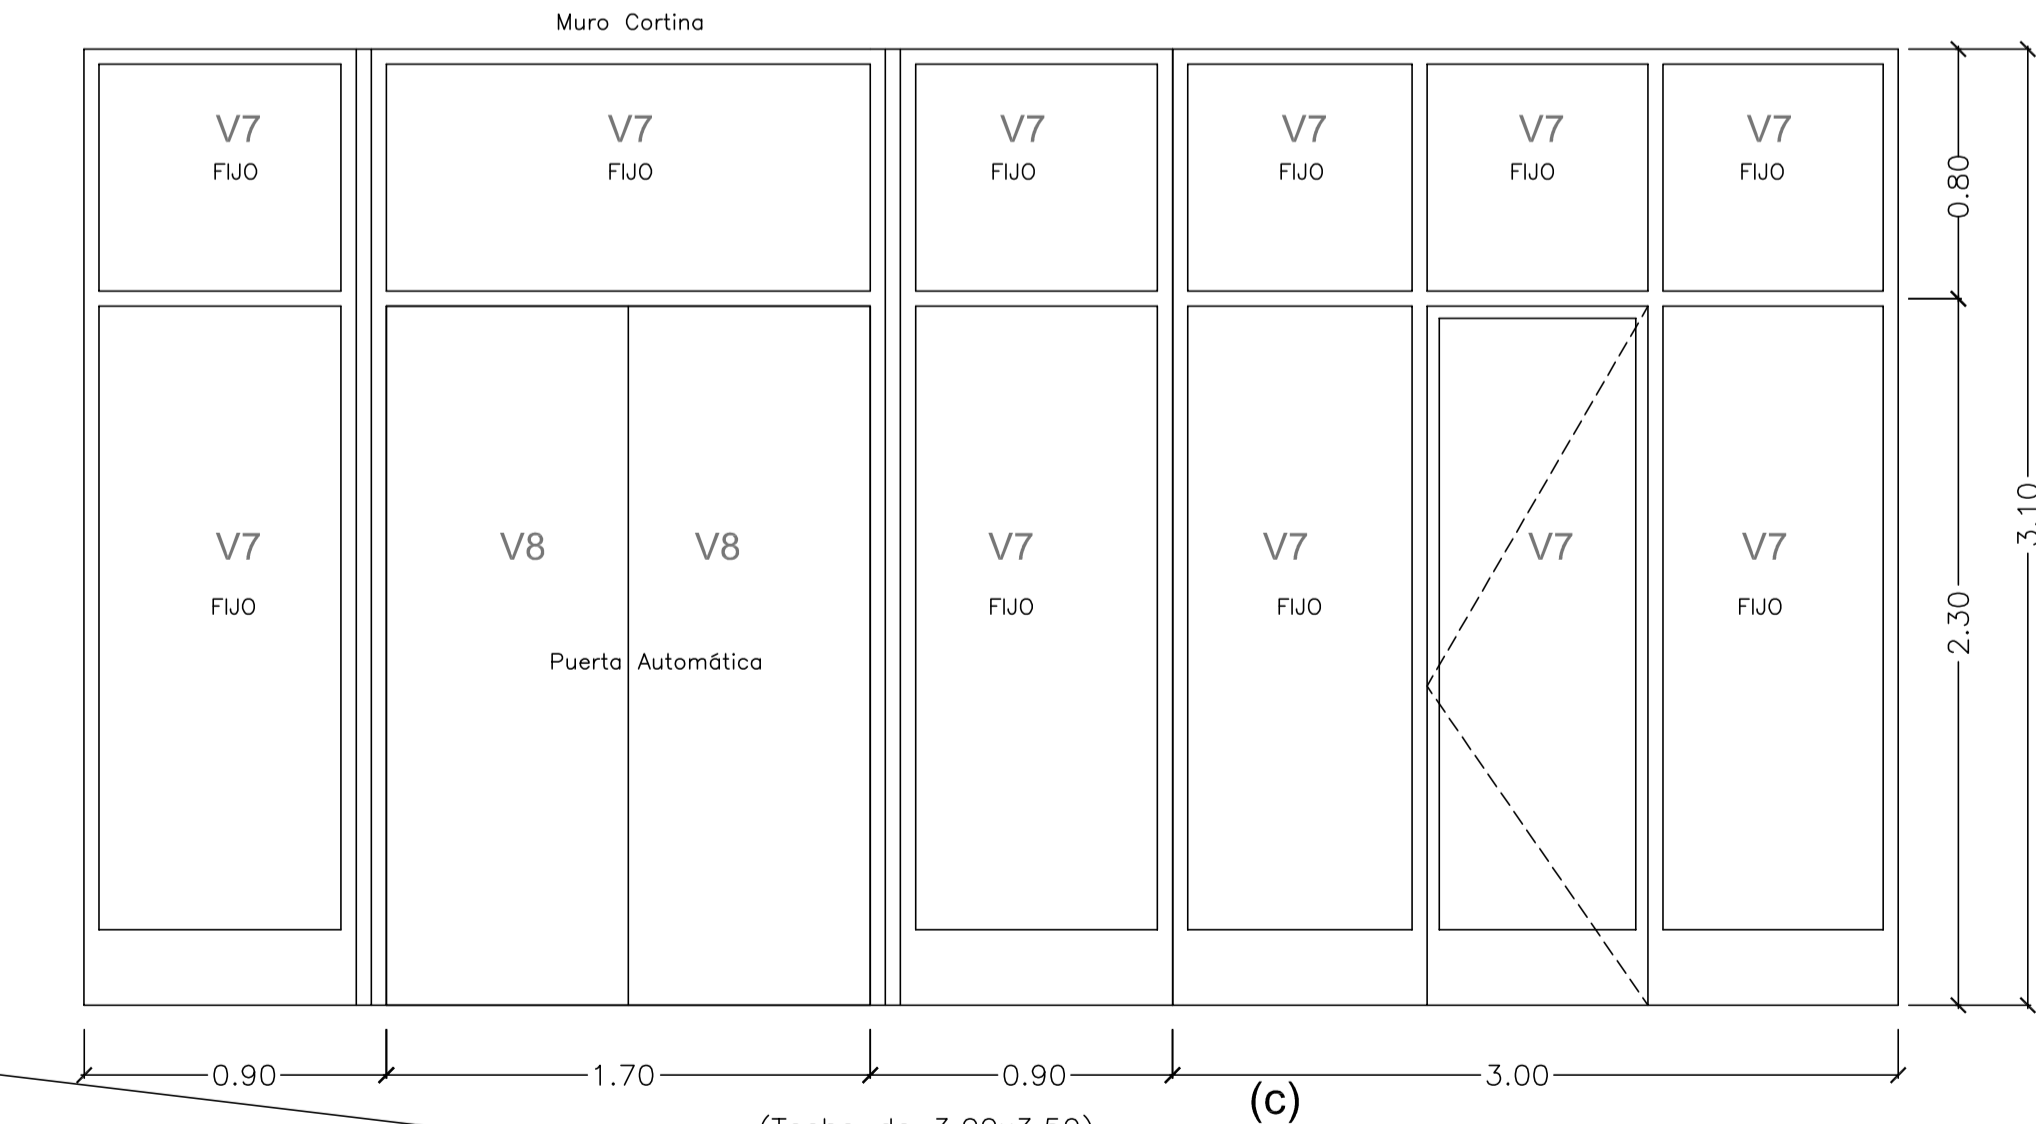 Muro Cortina
V7 V7 V7 V7 V7 V7
FIJO FIJO FIJO FIJO FIJO FIJO
0.80
V7 V8 V8 V7 V7 V7 V7
FIJO FIJO FIJO FIJO
Puerta Automática
2.30
3.10
0.90 1.70 0.90 3.00
(c)